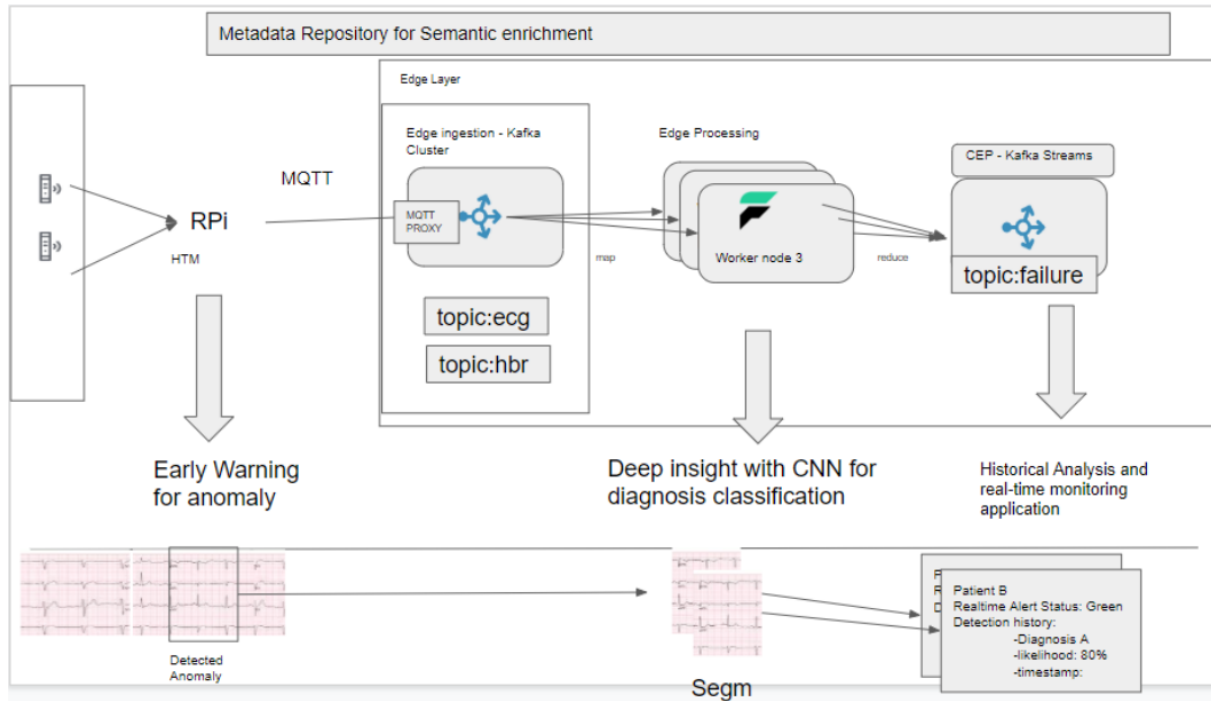 Metadata Repository for Semantic enrichment
Edge Layer
Edge ingestion - Kafka
Cluster
Edge Processing
CEP - Kafka Streams
MQTT
RPi
HTM
MQTT
PROXY
map
Worker node 3
reduce
topic:failure
topic:ecg
topic:hbr
Early Warning
for anomaly
Deep insight with CNN for
diagnosis classification
Historical Analysis and
real-time monitoring
application
Detected
Anomaly
Segm
P
R
D
Patient B
Realtime Alert Status: Green
Detection history:
-Diagnosis A
-likelihood: 80%
-timestamp: